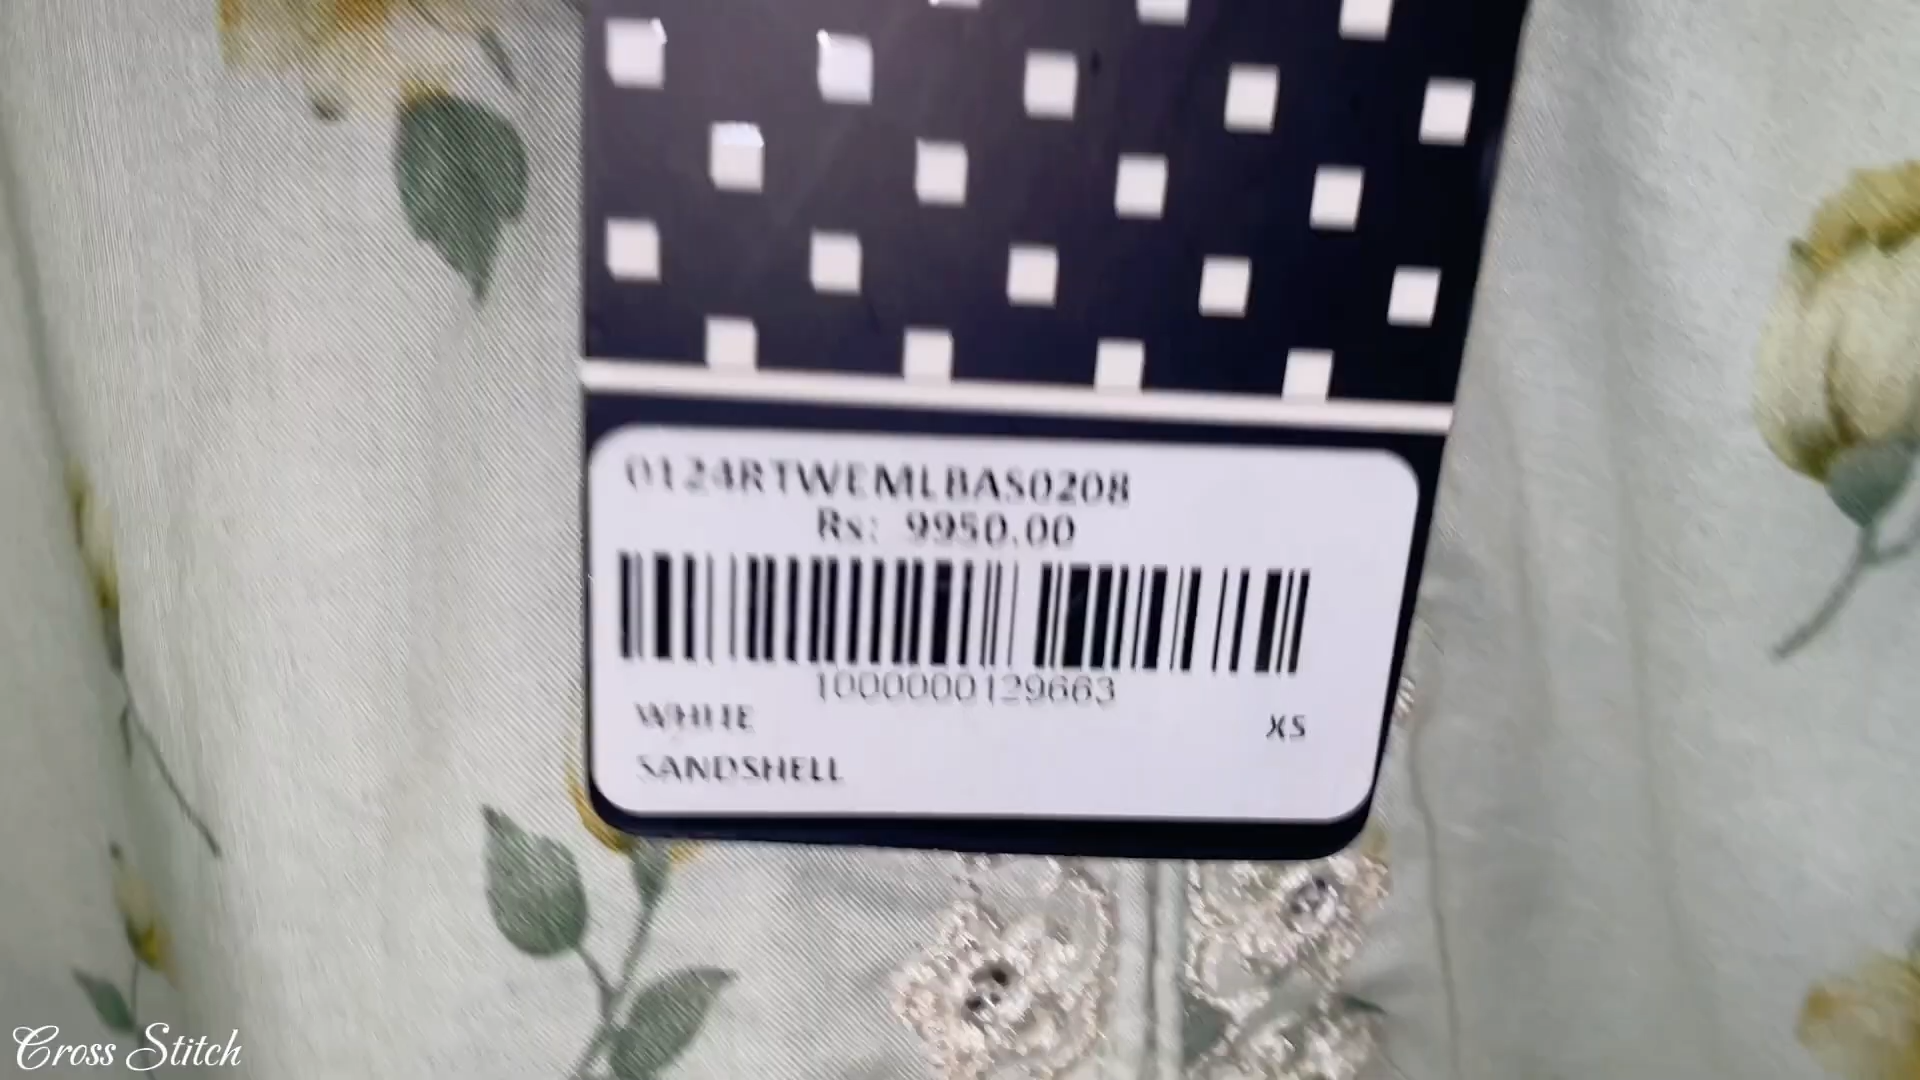 0124RTWEMLBAS0208
Rs: 9950.00
1000000129663
WHITE
XS
SANDSHELL
Cross Stitch